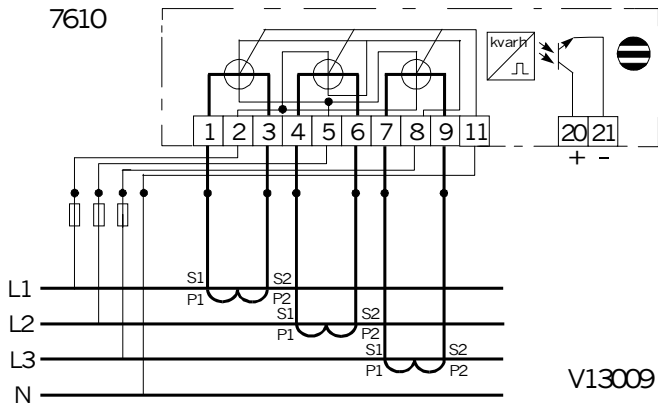 7610
kvarh
1 2 3 4 5 6 7 8 9 11
20 21
+ -
S1 S2
L1
P1 P2
S1 S2
L2
P1 P2
S1 S2
L3
P1 P2
V13009
N